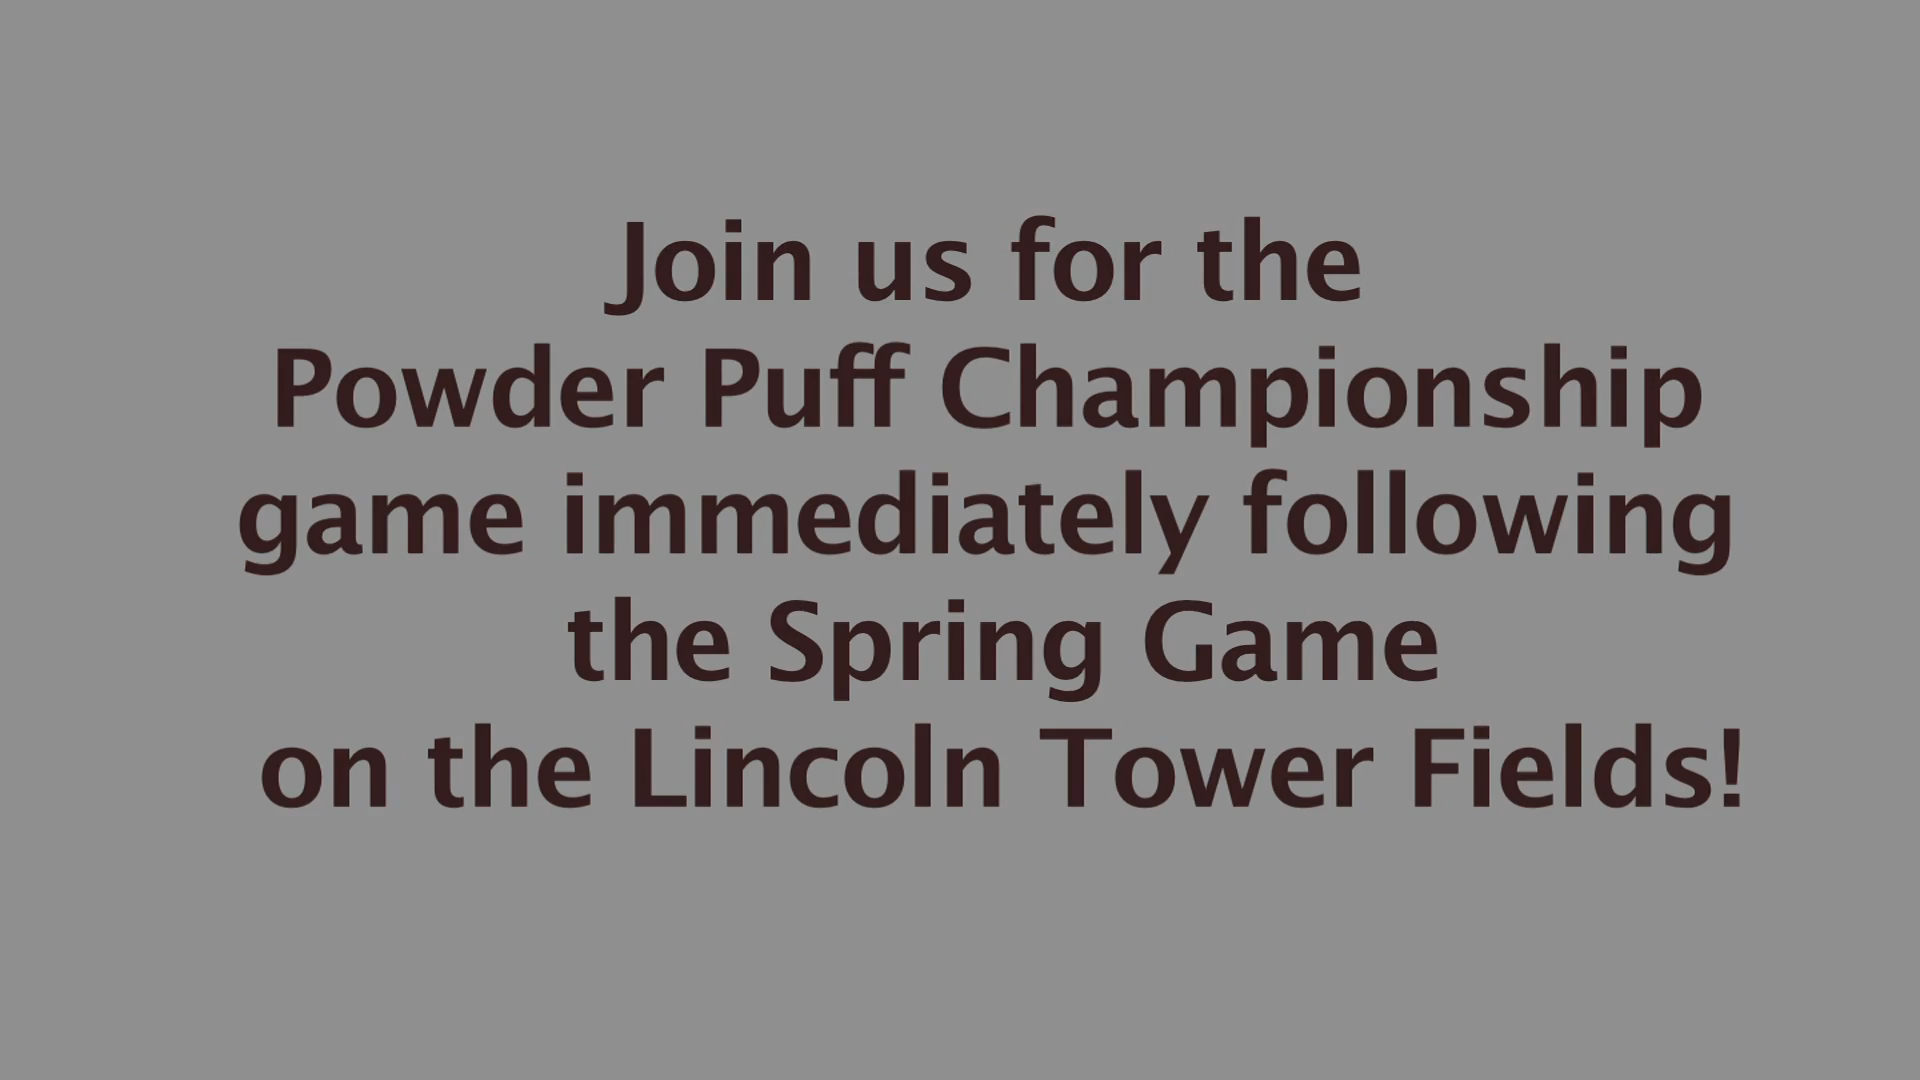 Join us for the
Powder Puff Championship
game immediately following
the Spring Game
on the Lincoln Tower Fields!